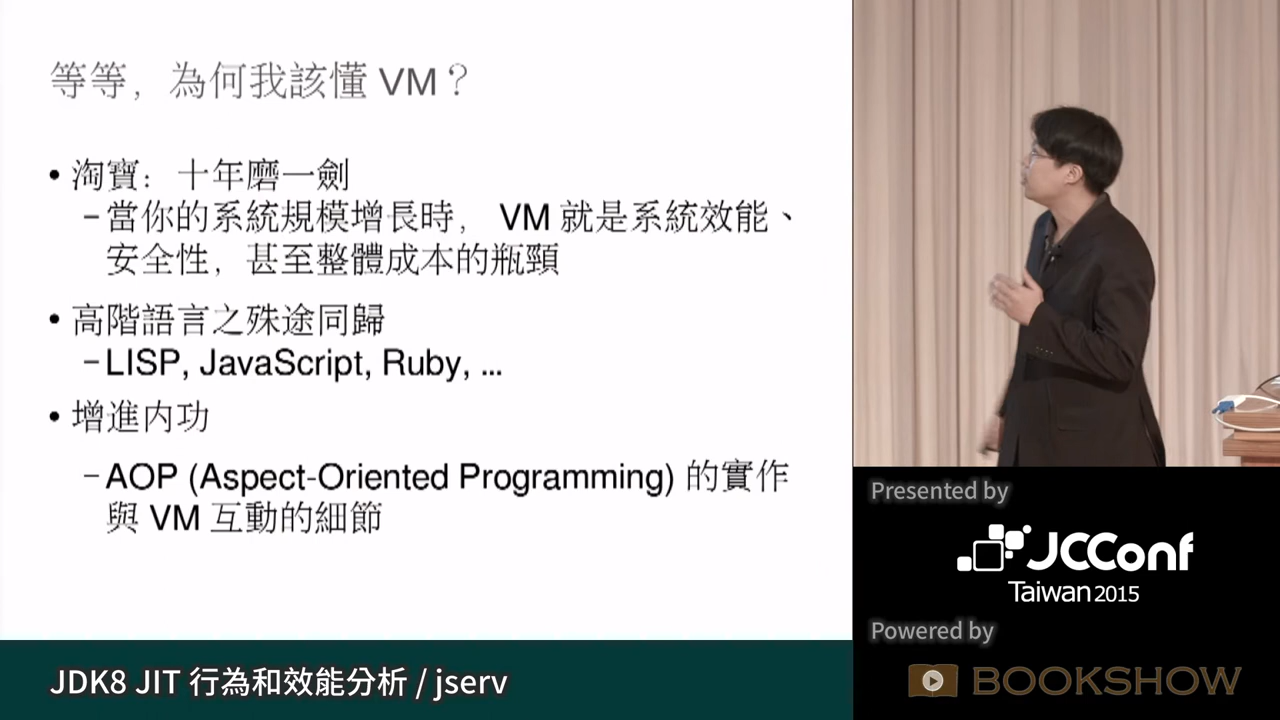 等等，為何我該懂 VM？
• 淘寶：十年磨一劍
–當你的系統規模增長時， VM 就是系統效能、
安全性，甚至整體成本的瓶頸
• 高階語言之殊途同歸
–LISP, JavaScript, Ruby, ...
• 增進内功
–AOP (Aspect-Oriented Programming) 的實作
與 VM 互動的細節
JDK8 JIT 行為和效能分析 / jserv
Presented by
JCConf
Taiwan 2015
Powered by
BOOKSHOW